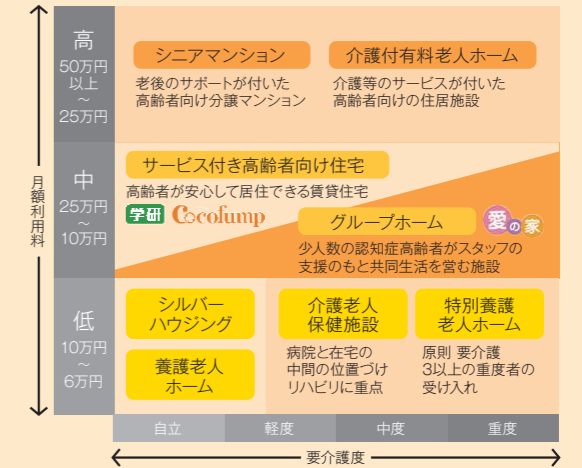 月額利用料
高
50万円
以上
〜
25万円
シニアマンション
老後のサポートが付いた
高齢者向け分譲マンション
介護付有料老人ホーム
介護等のサービスが付いた
高齢者向けの住居施設
中
25万円
〜
10万円
サービス付き高齢者向け住宅
高齢者が安心して居住できる賃貸住宅
学研 Cocofump
グループホーム
愛の家
少人数の認知症高齢者がスタッフの
支援のもと共同生活を営む施設
低
10万円
〜
6万円
シルバー
ハウジング
養護老人
ホーム
介護老人
保健施設
病院と在宅の
中間の位置づけ
リハビリに重点
特別養護
老人ホーム
原則 要介護
3以上の重度者の
受け入れ
自立 軽度 中度 重度
要介護度